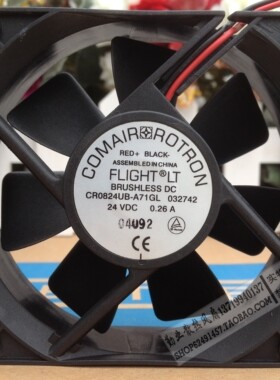 COMAIR ROTRON
RED+ BLACK-
ASSEMBLED IN CHINA
FLIGHT®LT
BRUSHLESS DC
CR0824UB-A71GL 032742
24 VDC 0.26 A
04092
CE